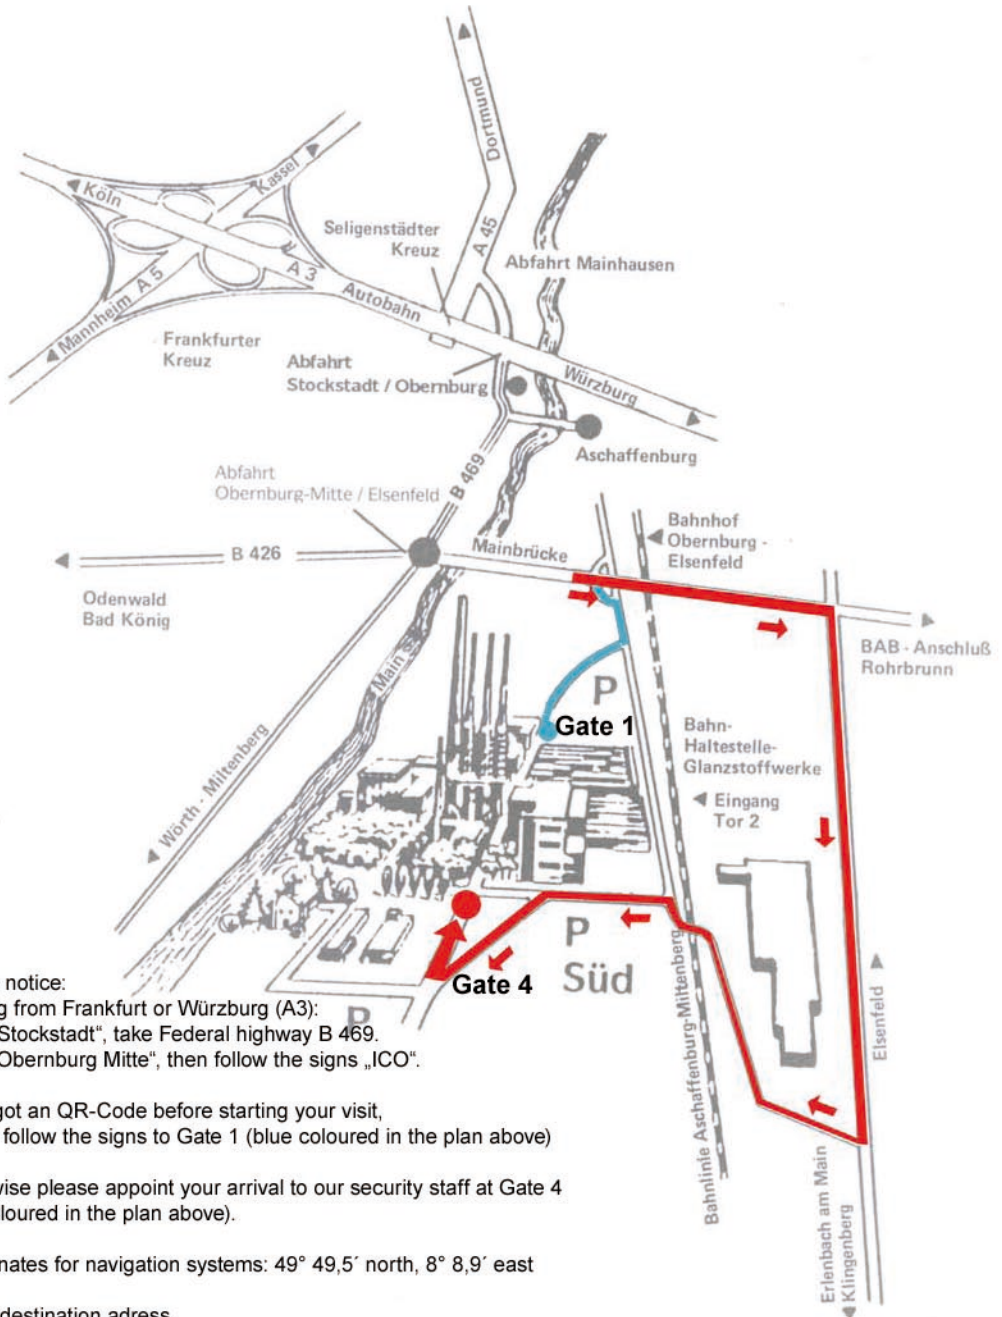 Dortmund
Kassel
Köln
Seligenstädter
Kreuz
A 45
Abfahrt Mainhausen
A 3
Mannheim A 5
Autobahn
Frankfurter
Kreuz
Abfahrt
Stockstadt / Obernburg
Würzburg
Aschaffenburg
B 469
Abfahrt
Obernburg-Mitte / Elsenfeld
Bahnhof
Obernburg -
Elsenfeld
Mainbrücke
B 426
Odenwald
Bad König
BAB - Anschluß
Rohrbrunn
Main
P
Gate 1
Bahn-
Haltestelle-
Glanzstoffwerke
Eingang
Tor 2
Wörth - Miltenberg
P
Süd
Gate 4
P
Bahnlinie Aschaffenburg-Miltenberg
Elsenfeld
Erlenbach am Main
Klingenberg
notice:
g from Frankfurt or Würzburg (A3):
Stockstadt“, take Federal highway B 469.
Obernburg Mitte“, then follow the signs „ICO“.
got an QR-Code before starting your visit,
follow the signs to Gate 1 (blue coloured in the plan above)
vise please appoint your arrival to our security staff at Gate 4
loured in the plan above).
nates for navigation systems: 49° 49,5´ north, 8° 8,9´ east
destination adress